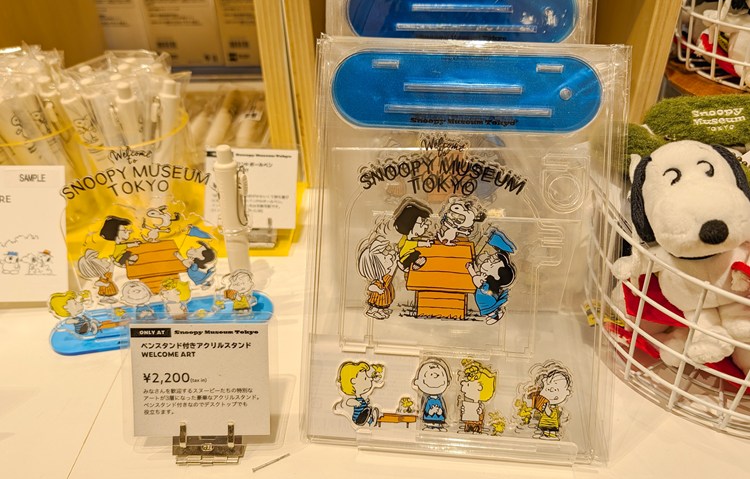 Snoopy Museum Tokyo
Welcome
to
SNOOPY MUSEUM
TOKYO
SAMPLE
Welcome
to
SNOOPY MUSEUM
TOKYO
Snoopy
Museum
TOKYO
ONLY AT Snoopy Museum Tokyo
ペンスタンド付きアクリルスタンド
WELCOME ART
¥2,200(tax in)
みなさんを歓迎するスヌーピーたちの特別な
アートが3層になった豪華なアクリルスタンド。
ペンスタンド付きなのでデスクトップでも
役立ちます。